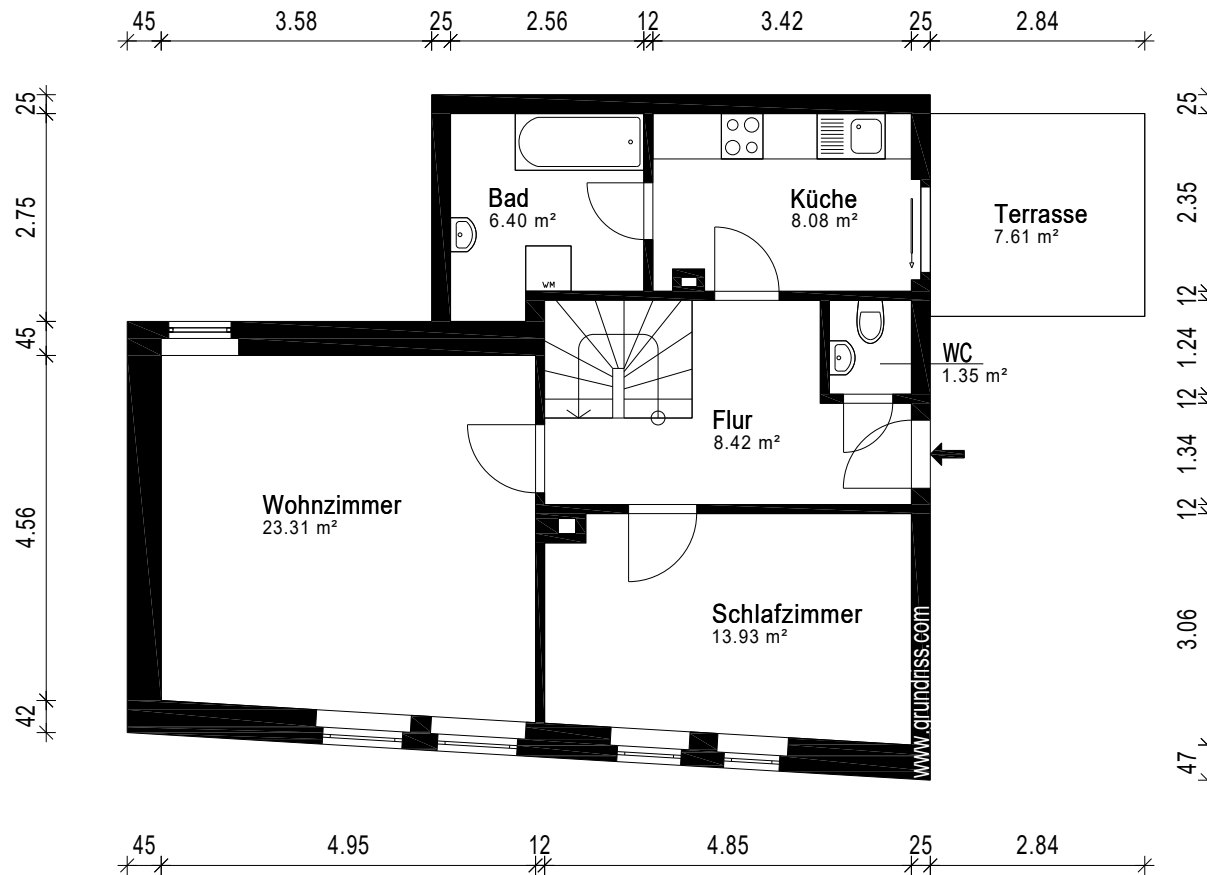 45 3.58 25 2.56 12 3.42 25 2.84
25
2.75
45
4.56
42
Bad
6.40 m²
WM
Küche
8.08 m²
Terrasse
7.61 m²
WC
1.35 m²
Flur
8.42 m²
Wohnzimmer
23.31 m²
Schlafzimmer
13.93 m²
www.grundriss.com
25
2.35
12
1.24
12
1.34
12
3.06
47
45 4.95 12 4.85 25 2.84